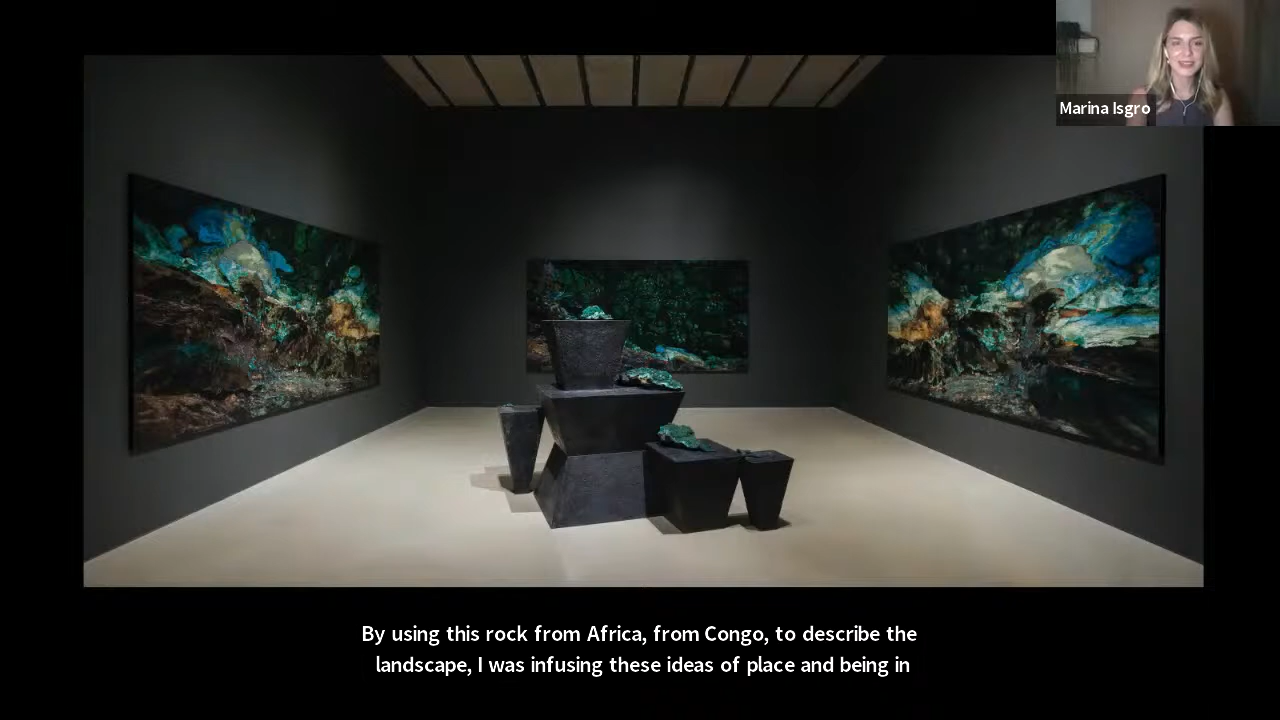 Marina Isgro
By using this rock from Africa, from Congo, to describe the
landscape, I was infusing these ideas of place and being in